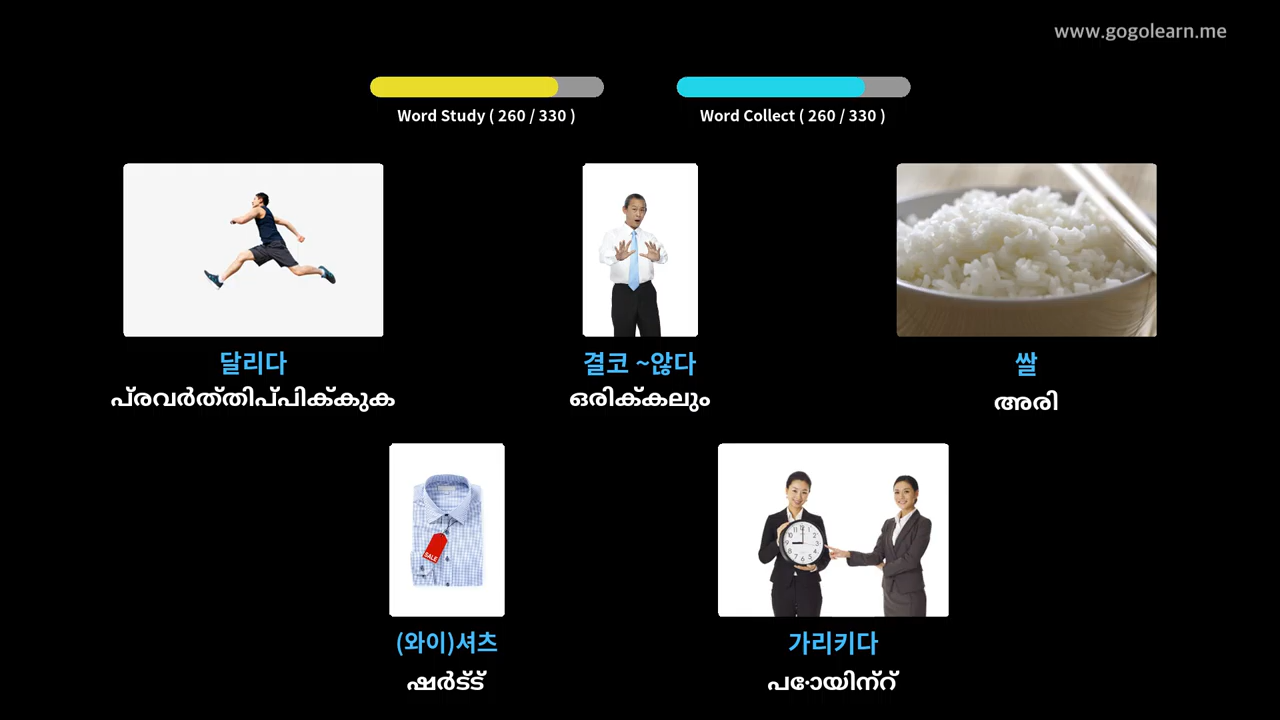 www.gogolearn.me
Word Study ( 260 / 330 )
Word Collect ( 260 / 330 )
달리다
결코 ~않다
쌀
പ്രവർത്തിപ്പിക്കുക
ഒരിക്കലും
അരി
SALE
(와이)셔츠
가리키다
ഷർട്ട്
പോയിന്റ്